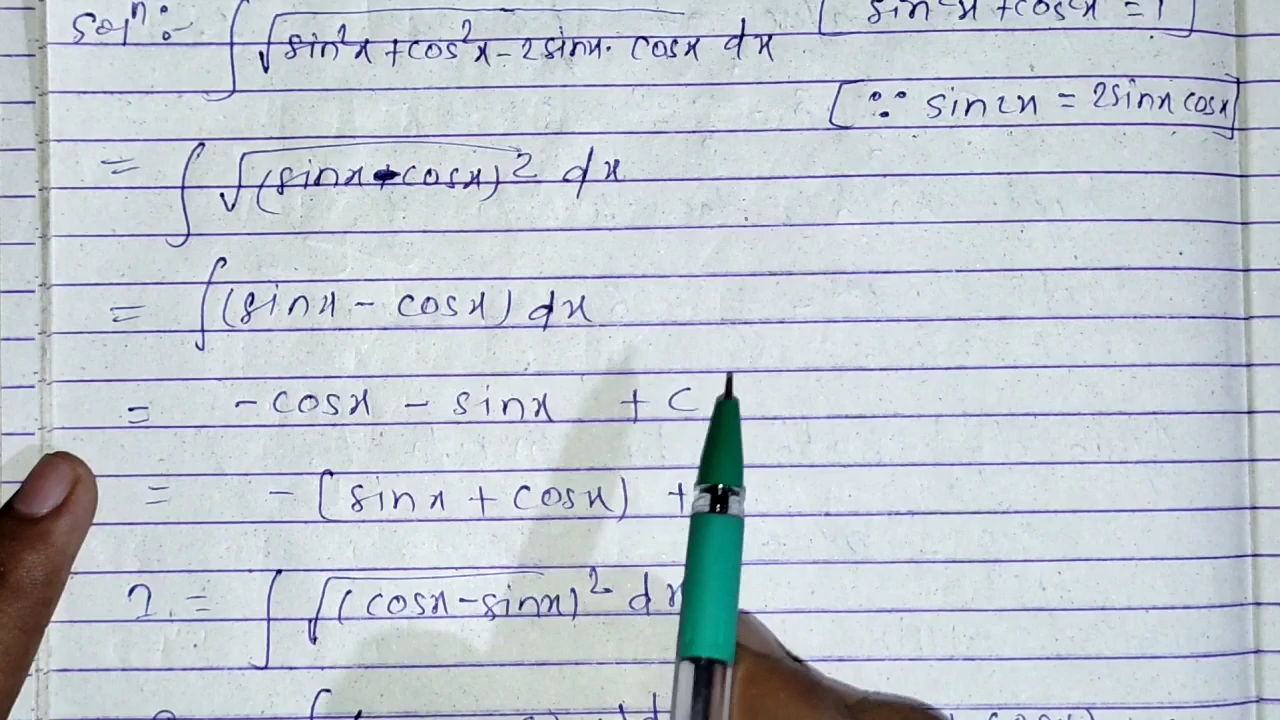 Solⁿ :- ∫ √sin²x + cos²x - 2 sinx. cosx dx
[ sin²x + cos²x = 1 ]
[ ∵ sin2x = 2sinx cosx ]
= ∫ √(sinx - cosx)² dx
= ∫ (sinx - cosx) dx
= - cosx - sinx + c
= - [sinx + cosx) +
I = ∫ √(cosx - sinx)² dx